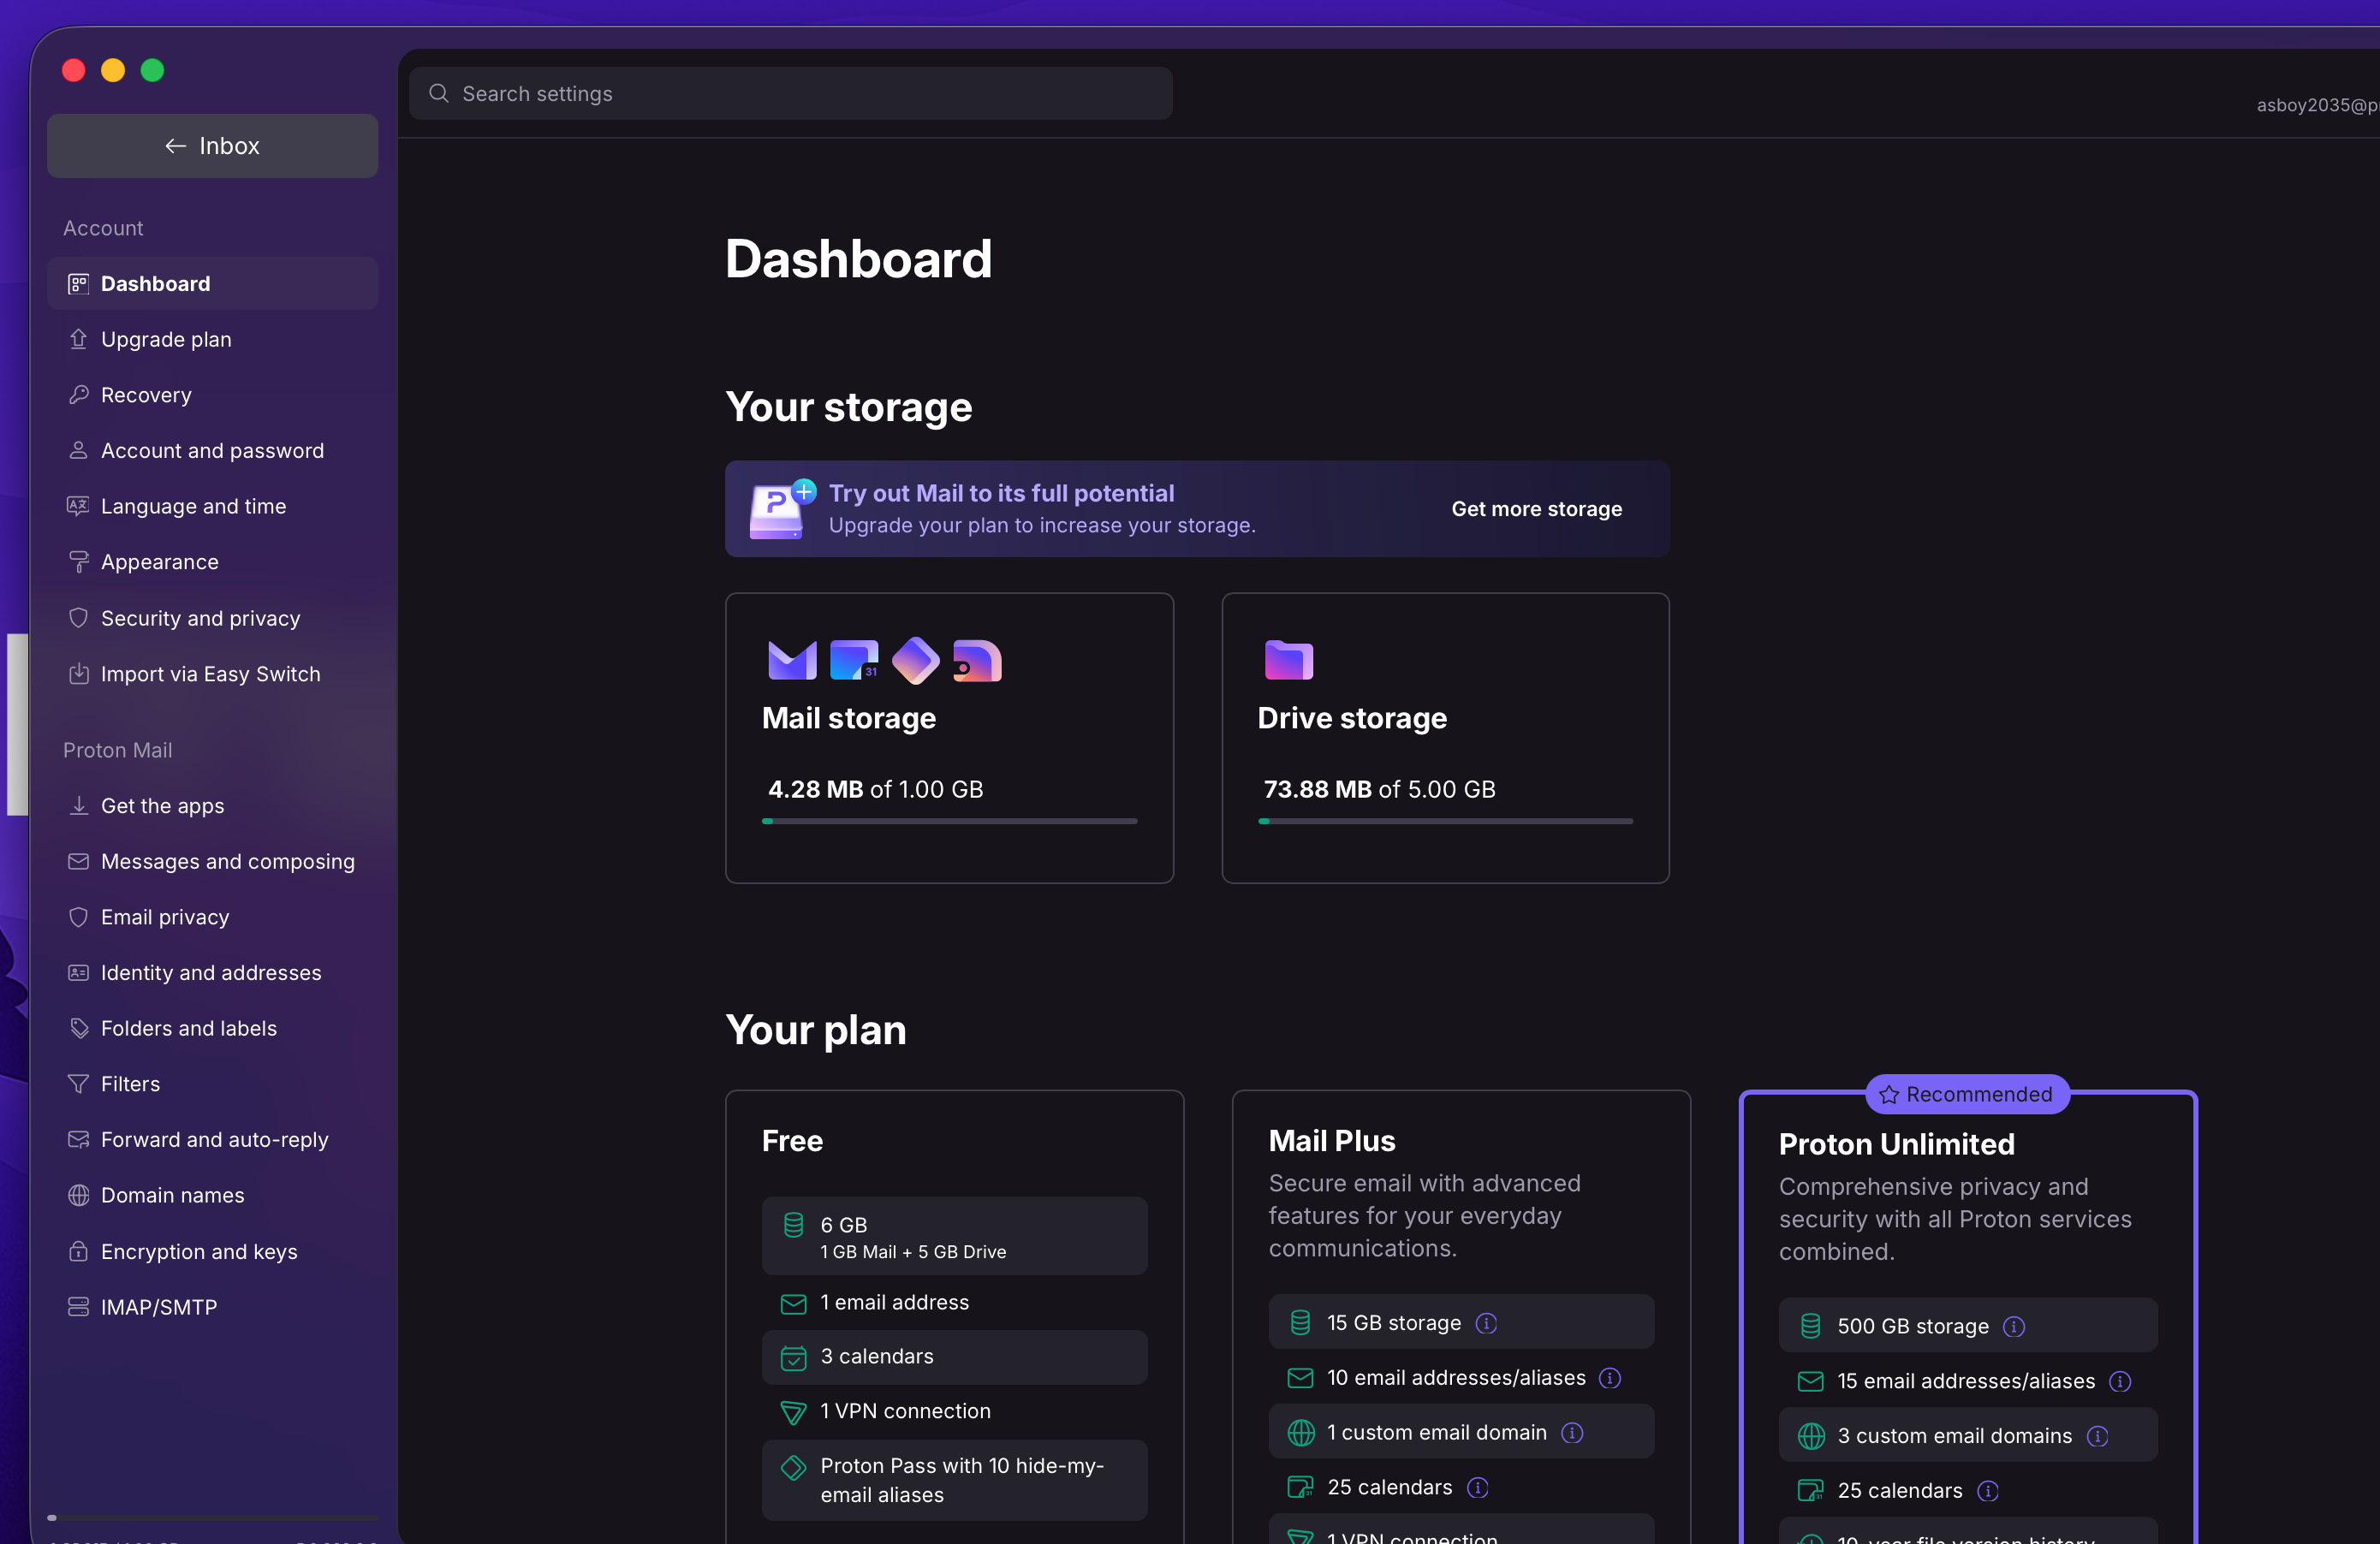 Search settings
asboy2035@p
Inbox
Account
Dashboard
Upgrade plan
Recovery
Account and password
Language and time
Appearance
Security and privacy
Import via Easy Switch
Proton Mail
Get the apps
Messages and composing
Email privacy
Identity and addresses
Folders and labels
Filters
Forward and auto-reply
Domain names
Encryption and keys
IMAP/SMTP
Dashboard
Your storage
Try out Mail to its full potential
Upgrade your plan to increase your storage.
Get more storage
31
Mail storage
4.28 MB of 1.00 GB
Drive storage
73.88 MB of 5.00 GB
Your plan
Free
6 GB
1 GB Mail + 5 GB Drive
1 email address
3 calendars
1 VPN connection
Proton Pass with 10 hide-my-
email aliases
Mail Plus
Secure email with advanced
features for your everyday
communications.
15 GB storage
10 email addresses/aliases
1 custom email domain
25 calendars
1 VPN connection
Recommended
Proton Unlimited
Comprehensive privacy and
security with all Proton services
combined.
500 GB storage
15 email addresses/aliases
3 custom email domains
25 calendars
10-year file version history